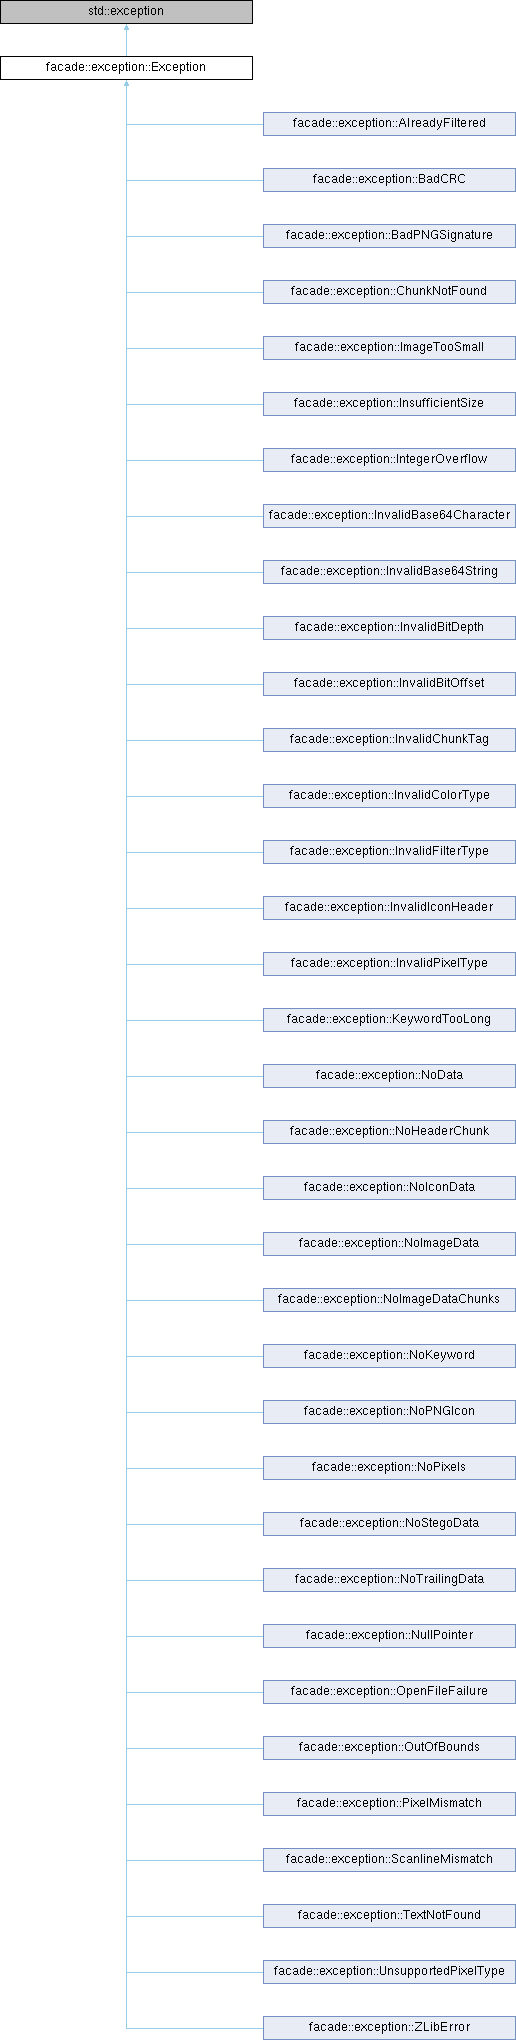 std::exception
facade::exception::Exception
facade::exception::AlreadyFiltered
facade::exception::BadCRC
facade::exception::BadPNGSignature
facade::exception::ChunkNotFound
facade::exception::ImageTooSmall
facade::exception::InsufficientSize
facade::exception::IntegerOverflow
facade::exception::InvalidBase64Character
facade::exception::InvalidBase64String
facade::exception::InvalidBitDepth
facade::exception::InvalidBitOffset
facade::exception::InvalidChunkTag
facade::exception::InvalidColorType
facade::exception::InvalidFilterType
facade::exception::InvalidIconHeader
facade::exception::InvalidPixelType
facade::exception::KeywordTooLong
facade::exception::NoData
facade::exception::NoHeaderChunk
facade::exception::NoIconData
facade::exception::NoImageData
facade::exception::NoImageDataChunks
facade::exception::NoKeyword
facade::exception::NoPNGIcon
facade::exception::NoPixels
facade::exception::NoStegoData
facade::exception::NoTrailingData
facade::exception::NullPointer
facade::exception::OpenFileFailure
facade::exception::OutOfBounds
facade::exception::PixelMismatch
facade::exception::ScanlineMismatch
facade::exception::TextNotFound
facade::exception::UnsupportedPixelType
facade::exception::ZLibError